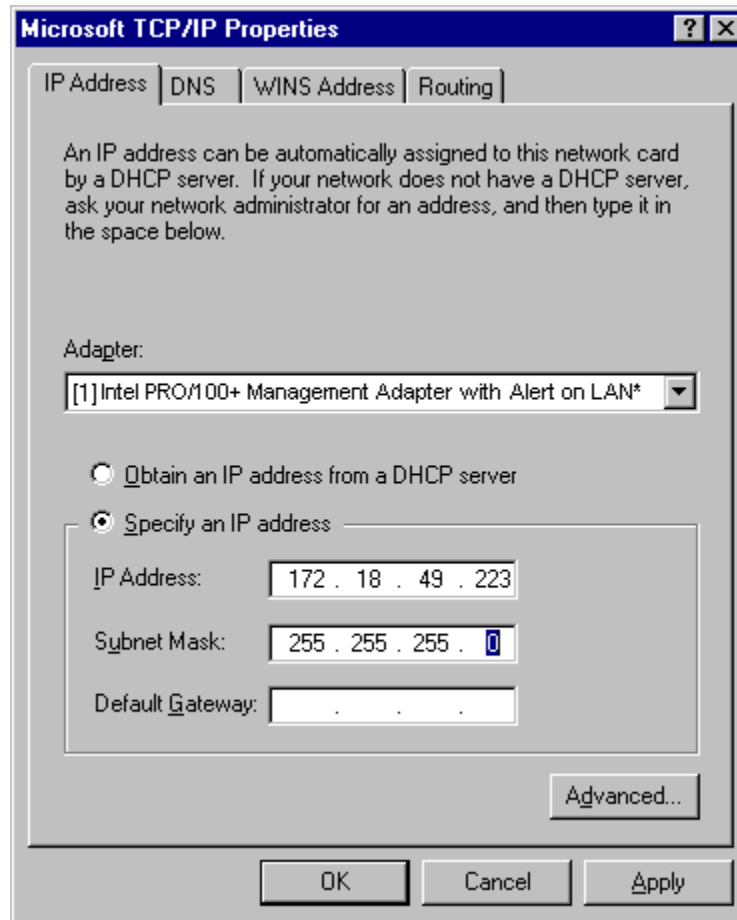 Microsoft TCP/IP Properties
IP Address DNS WINS Address Routing
An IP address can be automatically assigned to this network card
by a DHCP server. If your network does not have a DHCP server,
ask your network administrator for an address, and then type it in
the space below.
Adapter:
[1] Intel PRO/100+ Management Adapter with Alert on LAN*
Obtain an IP address from a DHCP server
Specify an IP address
IP Address: 172 . 18 . 49 . 223
Subnet Mask: 255 . 255 . 255 . 0
Default Gateway: . . .
Advanced...
OK Cancel Apply